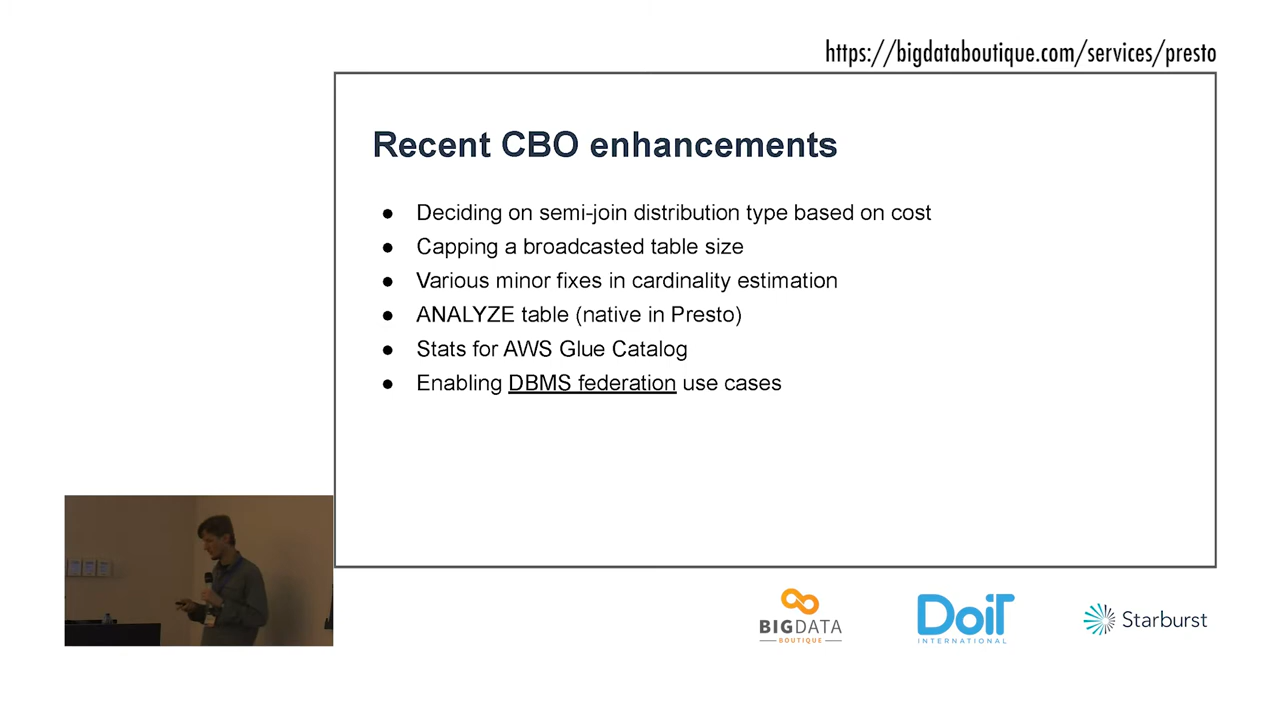 https://bigdataboutique.com/services/presto
Recent CBO enhancements
● Deciding on semi-join distribution type based on cost
● Capping a broadcasted table size
● Various minor fixes in cardinality estimation
● ANALYZE table (native in Presto)
● Stats for AWS Glue Catalog
● Enabling DBMS federation use cases
BIGDATA
BOUTIQUE
DoiT
INTERNATIONAL
Starburst